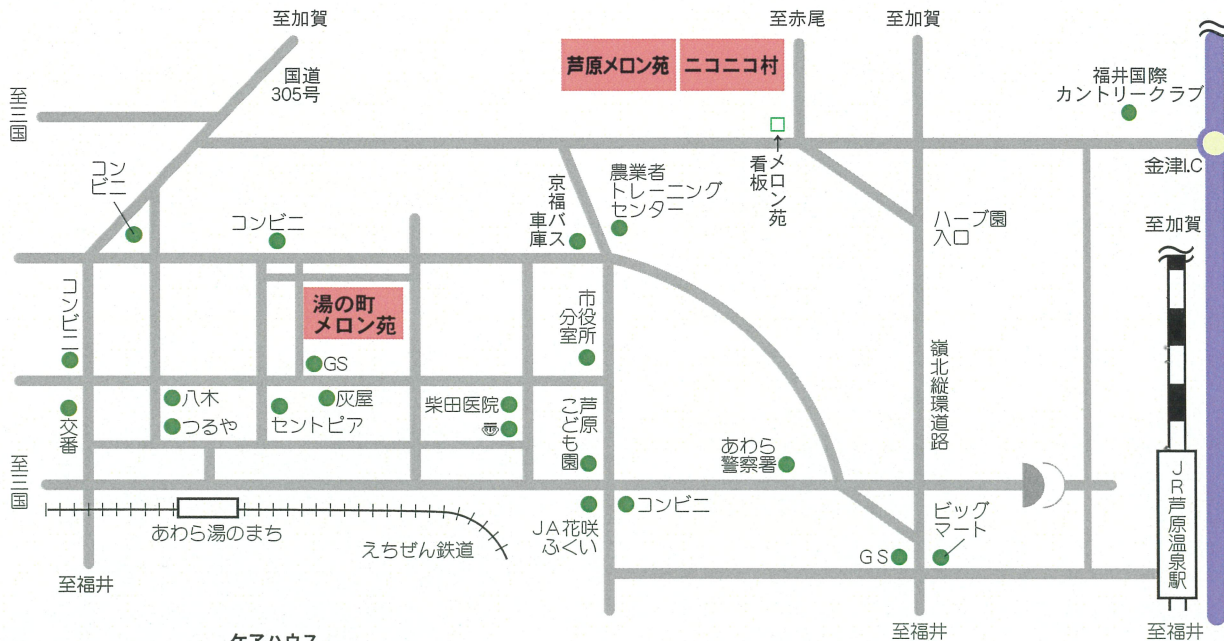 至加賀
至赤尾
至加賀
国道
305号
芦原メロン苑
ニコニコ村
福井国際
カントリークラブ
至三国
金津I.C
コン
ビニ
コンビニ
京福バス
車庫
農業者
トレーニング
センター
↑メロン苑
看板
ハーブ園
入口
至加賀
コンビニ
湯の町
メロン苑
市役所
分室
GS
嶺北縦環道路
八木
つるや
灰屋
セントピア
柴田医院
〠
芦原
こども園
交番
あわら
警察署
至三国
コンビニ
JA花咲
ふくい
ビッグ
マート
GS
あわら湯のまち
えちぜん鉄道
JR芦原温泉駅
至福井
至福井
至福井
ケアハウス